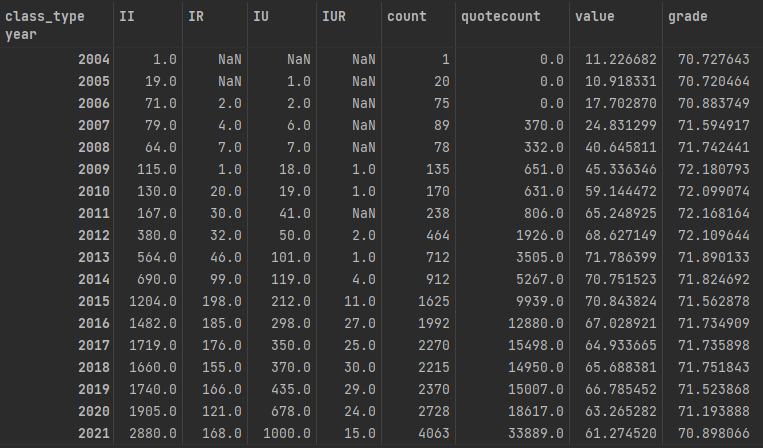 class_type II IR IU IUR count quotecount value grade
year
2004 1.0 NaN NaN NaN 1 0.0 11.226682 70.727643
2005 19.0 NaN 1.0 NaN 20 0.0 10.918331 70.720464
2006 71.0 2.0 2.0 NaN 75 0.0 17.702870 70.883749
2007 79.0 4.0 6.0 NaN 89 370.0 24.831299 71.594917
2008 64.0 7.0 7.0 NaN 78 332.0 40.645811 71.742441
2009 115.0 1.0 18.0 1.0 135 651.0 45.336346 72.180793
2010 130.0 20.0 19.0 1.0 170 631.0 59.144472 72.099074
2011 167.0 30.0 41.0 NaN 238 806.0 65.248925 72.168164
2012 380.0 32.0 50.0 2.0 464 1926.0 68.627149 72.109644
2013 564.0 46.0 101.0 1.0 712 3505.0 71.786399 71.890133
2014 690.0 99.0 119.0 4.0 912 5267.0 70.751523 71.824692
2015 1204.0 198.0 212.0 11.0 1625 9939.0 70.843824 71.562878
2016 1482.0 185.0 298.0 27.0 1992 12880.0 67.028921 71.734909
2017 1719.0 176.0 350.0 25.0 2270 15498.0 64.933665 71.735898
2018 1660.0 155.0 370.0 30.0 2215 14950.0 65.688381 71.751843
2019 1740.0 166.0 435.0 29.0 2370 15007.0 66.785452 71.523868
2020 1905.0 121.0 678.0 24.0 2728 18617.0 63.265282 71.193888
2021 2880.0 168.0 1000.0 15.0 4063 33889.0 61.274520 70.898066